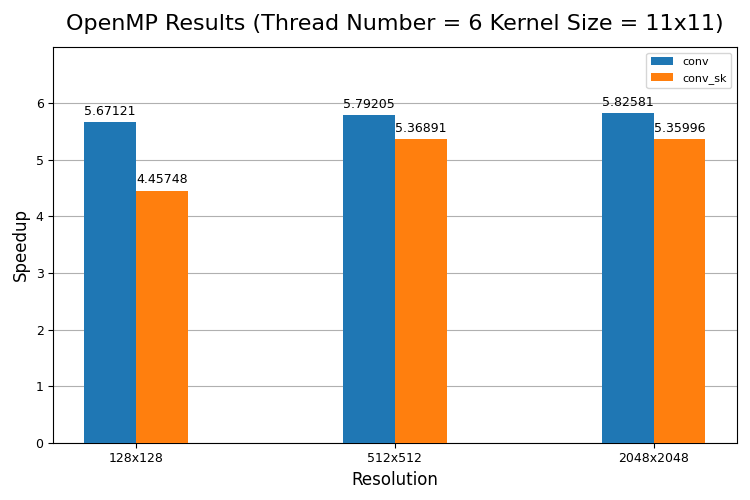 OpenMP Results (Thread Number = 6 Kernel Size = 11x11)
conv
conv_sk
5.67121
4.45748
5.79205
5.36891
5.82581
5.35996
6
5
4
3
2
1
0
Speedup
128x128
512x512
2048x2048
Resolution